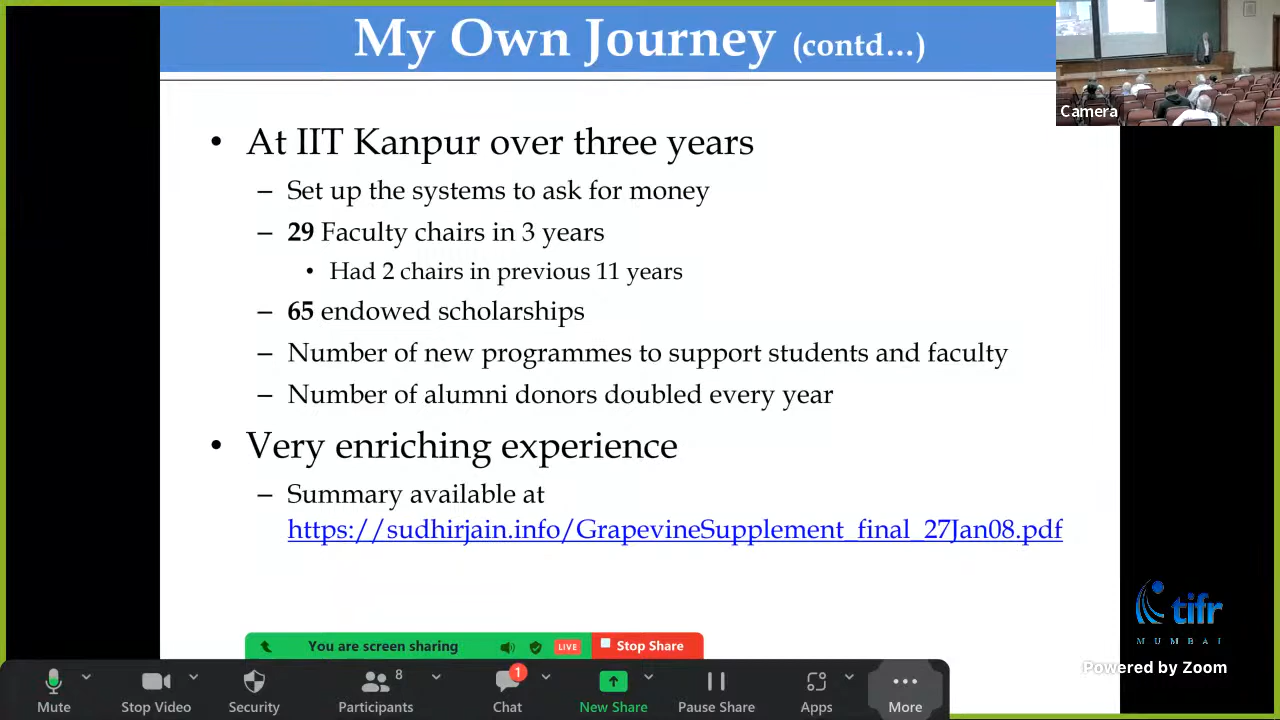 My Own Journey (contd...)
Camera
• At IIT Kanpur over three years
– Set up the systems to ask for money
– 29 Faculty chairs in 3 years
• Had 2 chairs in previous 11 years
– 65 endowed scholarships
– Number of new programmes to support students and faculty
– Number of alumni donors doubled every year
• Very enriching experience
– Summary available at
https://sudhirjain.info/GrapevineSupplement_final_27Jan08.pdf
tifr
MUMBAI
Powered by Zoom
You are screen sharing LIVE Stop Share
8 1
Mute Stop Video Security Participants Chat New Share Pause Share Apps More